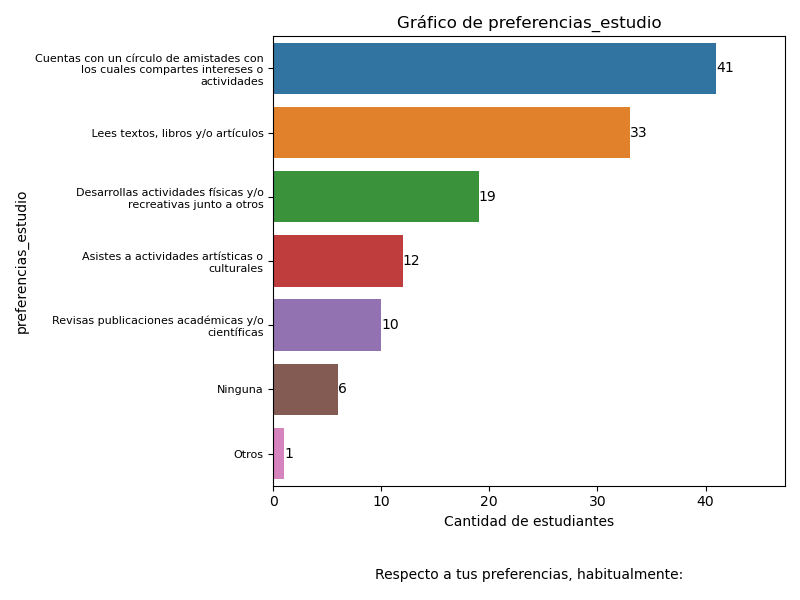 Gráfico de preferencias_estudio
Cuentas con un círculo de amistades con
los cuales compartes intereses o
actividades
41
Lees textos, libros y/o artículos
33
Desarrollas actividades físicas y/o
recreativas junto a otros
19
Asistes a actividades artísticas o
culturales
12
Revisas publicaciones académicas y/o
científicas
10
Ninguna
6
Otros
1
preferencias_estudio
0 10 20 30 40
Cantidad de estudiantes
Respecto a tus preferencias, habitualmente: